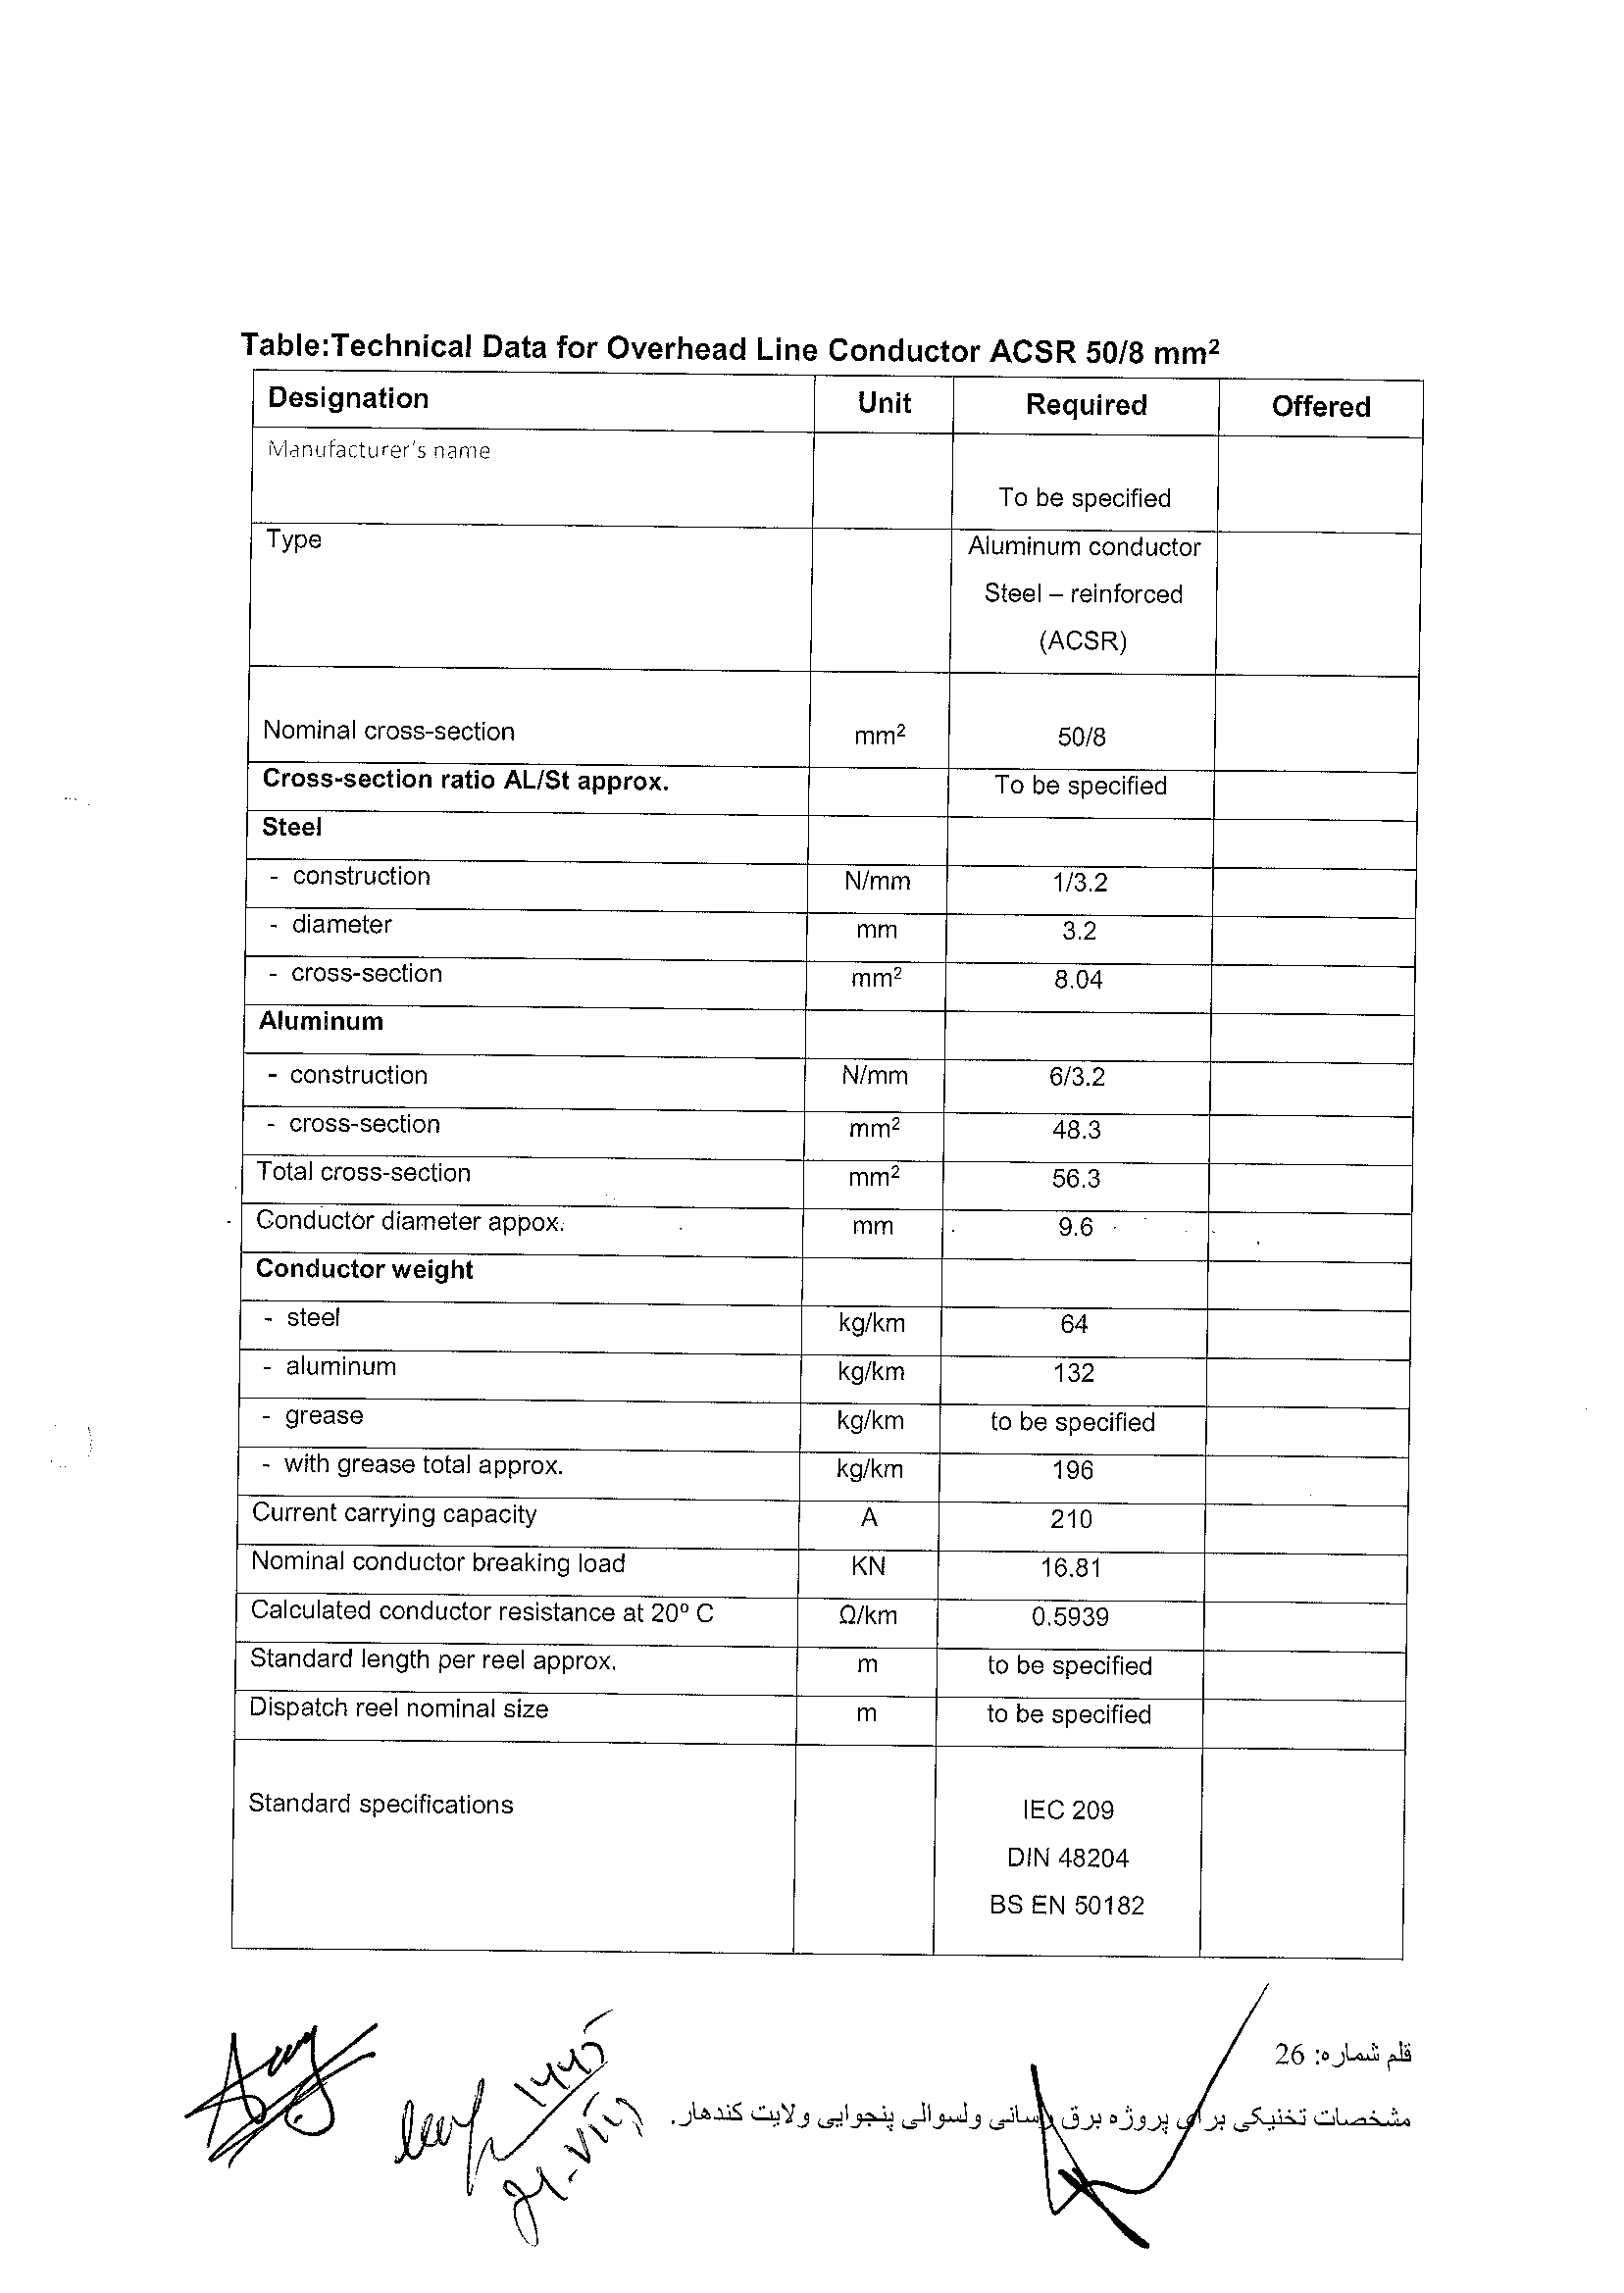 Table:Technical Data for Overhead Line Conductor ACSR 50/8 mm²
Designation Unit Required Offered
Manufacturer's name
To be specified
Type Aluminum conductor
Steel – reinforced
(ACSR)
Nominal cross-section mm² 50/8
Cross-section ratio AL/St approx. To be specified
Steel
- construction N/mm 1/3.2
- diameter mm 3.2
- cross-section mm² 8.04
Aluminum
- construction N/mm 6/3.2
- cross-section mm² 48.3
Total cross-section mm² 56.3
Conductor diameter appox. mm 9.6
Conductor weight
- steel kg/km 64
- aluminum kg/km 132
- grease kg/km to be specified
- with grease total approx. kg/km 196
Current carrying capacity A 210
Nominal conductor breaking load KN 16.81
Calculated conductor resistance at 20º C Ω/km 0.5939
Standard length per reel approx. m to be specified
Dispatch reel nominal size m to be specified
Standard specifications IEC 209
DIN 48204
BS EN 50182
قلم شماره: 26
مشخصات تخنیکی برای پروژه برق رسانی ولسوالی پنجوایی ولایت کندهار.